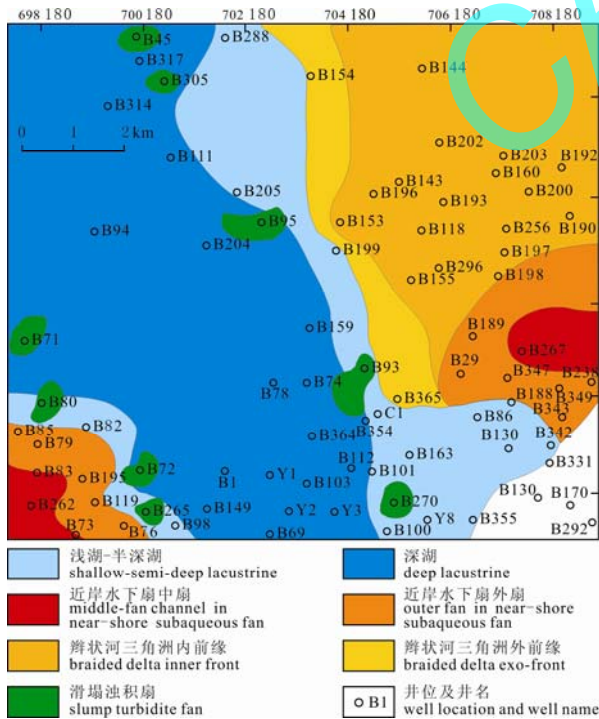 698 180 700 180 702 180 704 180 706 180 708 180
B45 B288
B317
B305 B154 B144
B314
0 1 2 km
B202
B111 B203 B192
B160
B205 B143 B196 B200
B193
B95 B153 B190
B94 B118 B256
B204 B199 B197
B296 B198
B155
B159 B189
B71 B267
B93 B29 B347 B238
B78 B74
B80 B365 B188 B349
C1 B86 B343
B85 B82 B354
B79 B364 B130 B342
B112 B163
B83 B72 B331
B195 B1 Y1 B103 B101
B130 B170
B262 B119 B265 B149 Y2 Y3 B270
B73 B76 B98 B69 B100 Y8 B355 B292
浅湖-半深湖
shallow-semi-deep lacustrine
深湖
deep lacustrine
近岸水下扇中扇
middle-fan channel in
near-shore subaqueous fan
近岸水下扇外扇
outer fan in near-shore
subaqueous fan
辫状河三角洲内前缘
braided delta inner front
辫状河三角洲外前缘
braided delta exo-front
滑塌浊积扇
slump turbidite fan
B1
井位及井名
well location and well name